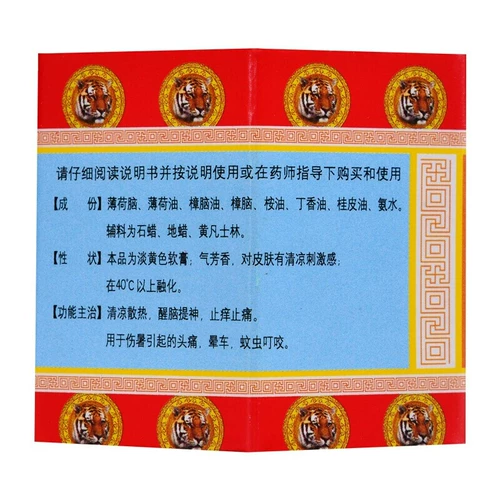 请仔细阅读说明书并按说明使用或在药师指导下购买和使用
【成　份】薄荷脑、薄荷油、樟脑油、樟脑、桉油、丁香油、桂皮油、氨水。
辅料为石蜡、地蜡、黄凡士林。
【性　状】本品为淡黄色软膏；气芳香，对皮肤有清凉刺激感；
在40℃以上融化。
【功能主治】清凉散热，醒脑提神，止痒止痛。
用于伤暑引起的头痛，晕车，蚊虫叮咬。